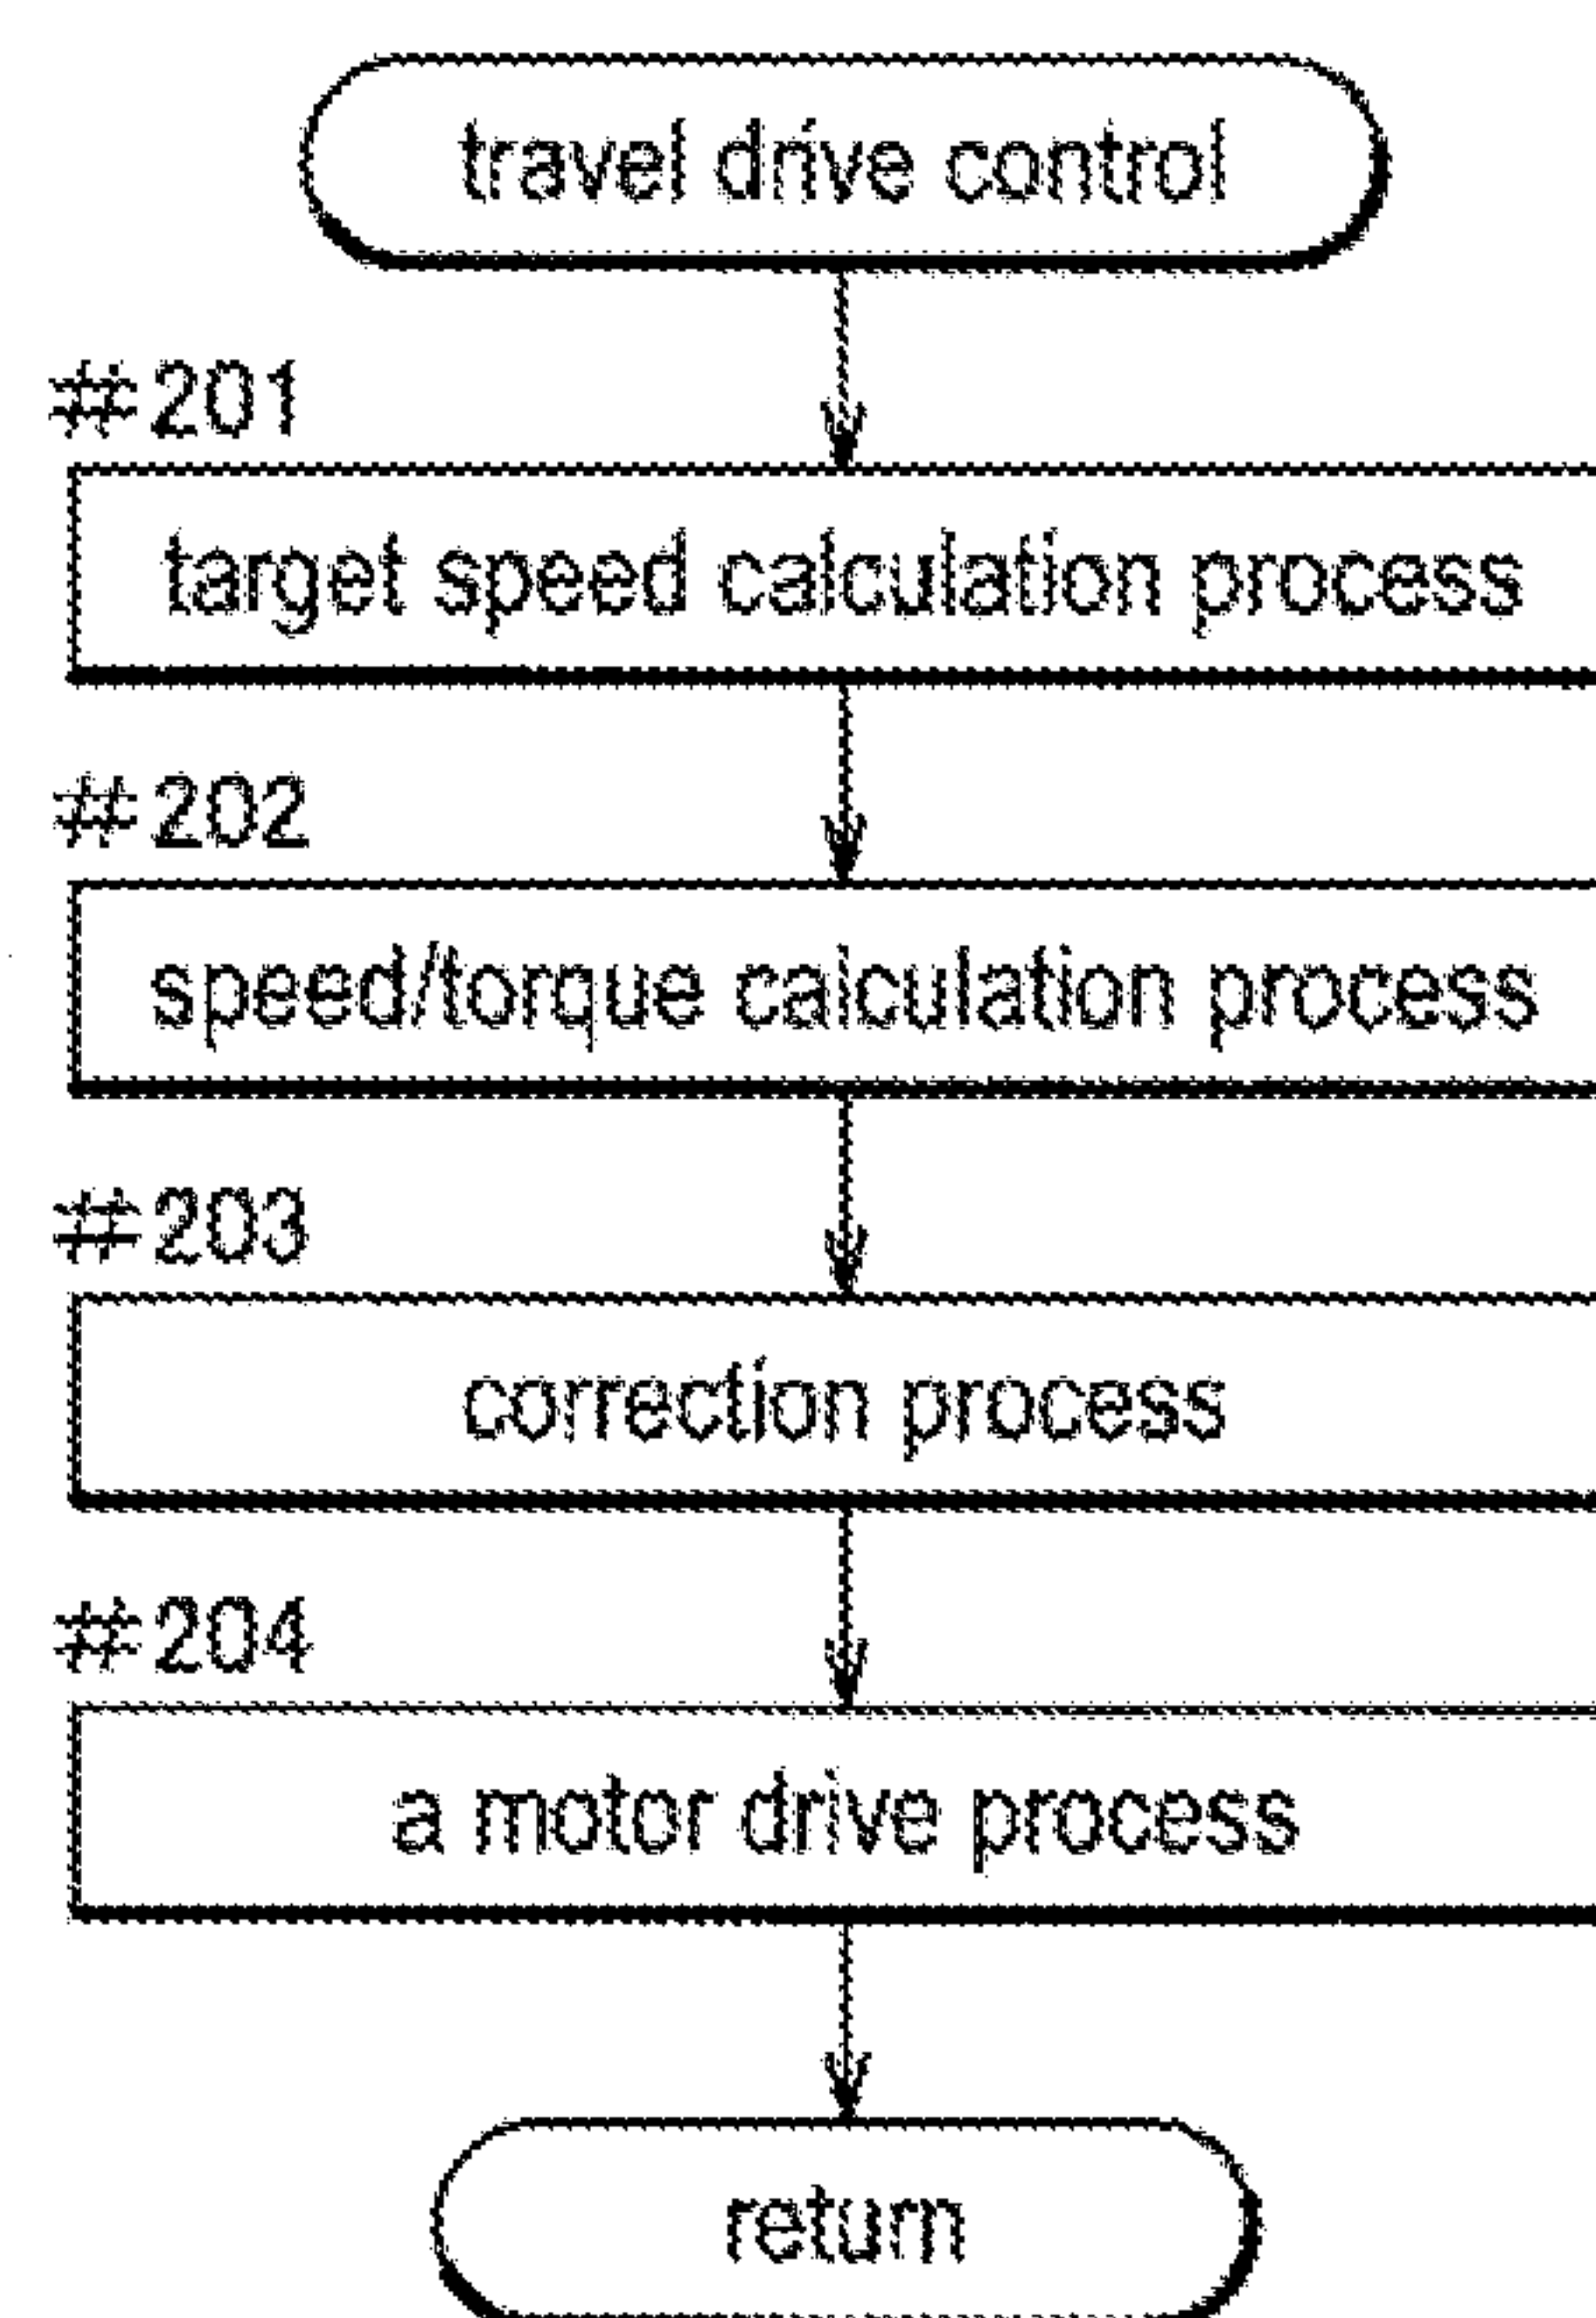 travel drive control
#201
target speed calculation process
#202
speed/torque calculation process
#203
correction process
#204
a motor drive process
return